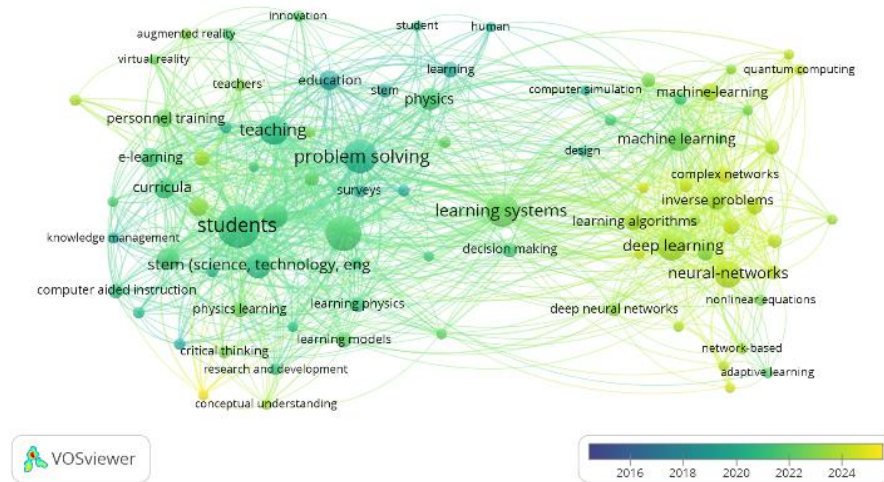 innovation
augmented reality
student
human
virtual reality
teachers'
education
learning
stem
physics
computer simulation
machine-learning
quantum computing
personnel training
teaching
machine learning
e-learning
problem solving
design
complex networks
curricula
surveys
inverse problems
learning systems
learning algorithms
students
knowledge management
decision making
deep learning
stem (science, technology, eng
neural-networks
computer aided instruction
physics learning
learning physics
deep neural networks
nonlinear equations
critical thinking
learning models
network-based
research and development
adaptive learning
conceptual understanding
VOSviewer
2016 2018 2020 2022 2024